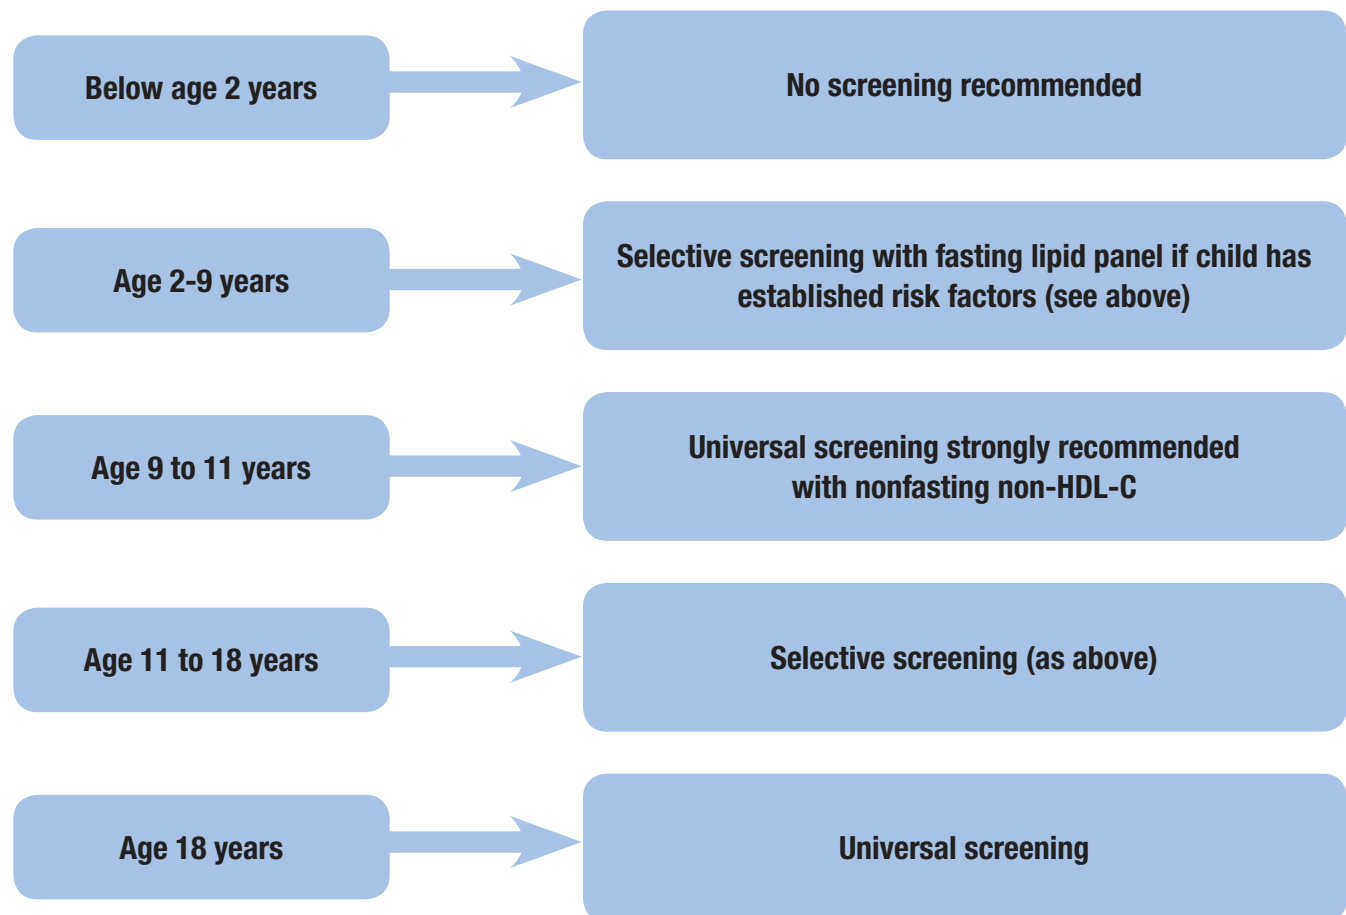 Below age 2 years
No screening recommended
Age 2-9 years
Selective screening with fasting lipid panel if child has
established risk factors (see above)
Age 9 to 11 years
Universal screening strongly recommended
with nonfasting non-HDL-C
Age 11 to 18 years
Selective screening (as above)
Age 18 years
Universal screening